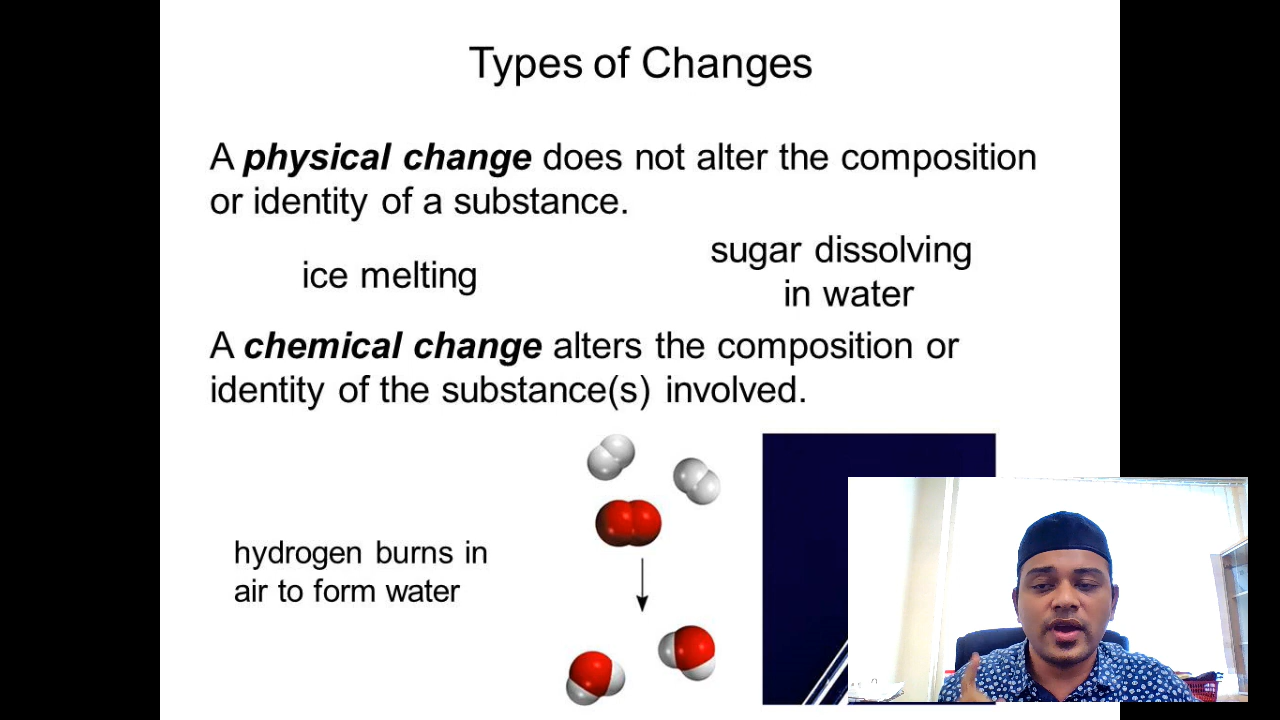 Types of Changes
A physical change does not alter the composition
or identity of a substance.
ice melting
sugar dissolving
in water
A chemical change alters the composition or
identity of the substance(s) involved.
hydrogen burns in
air to form water